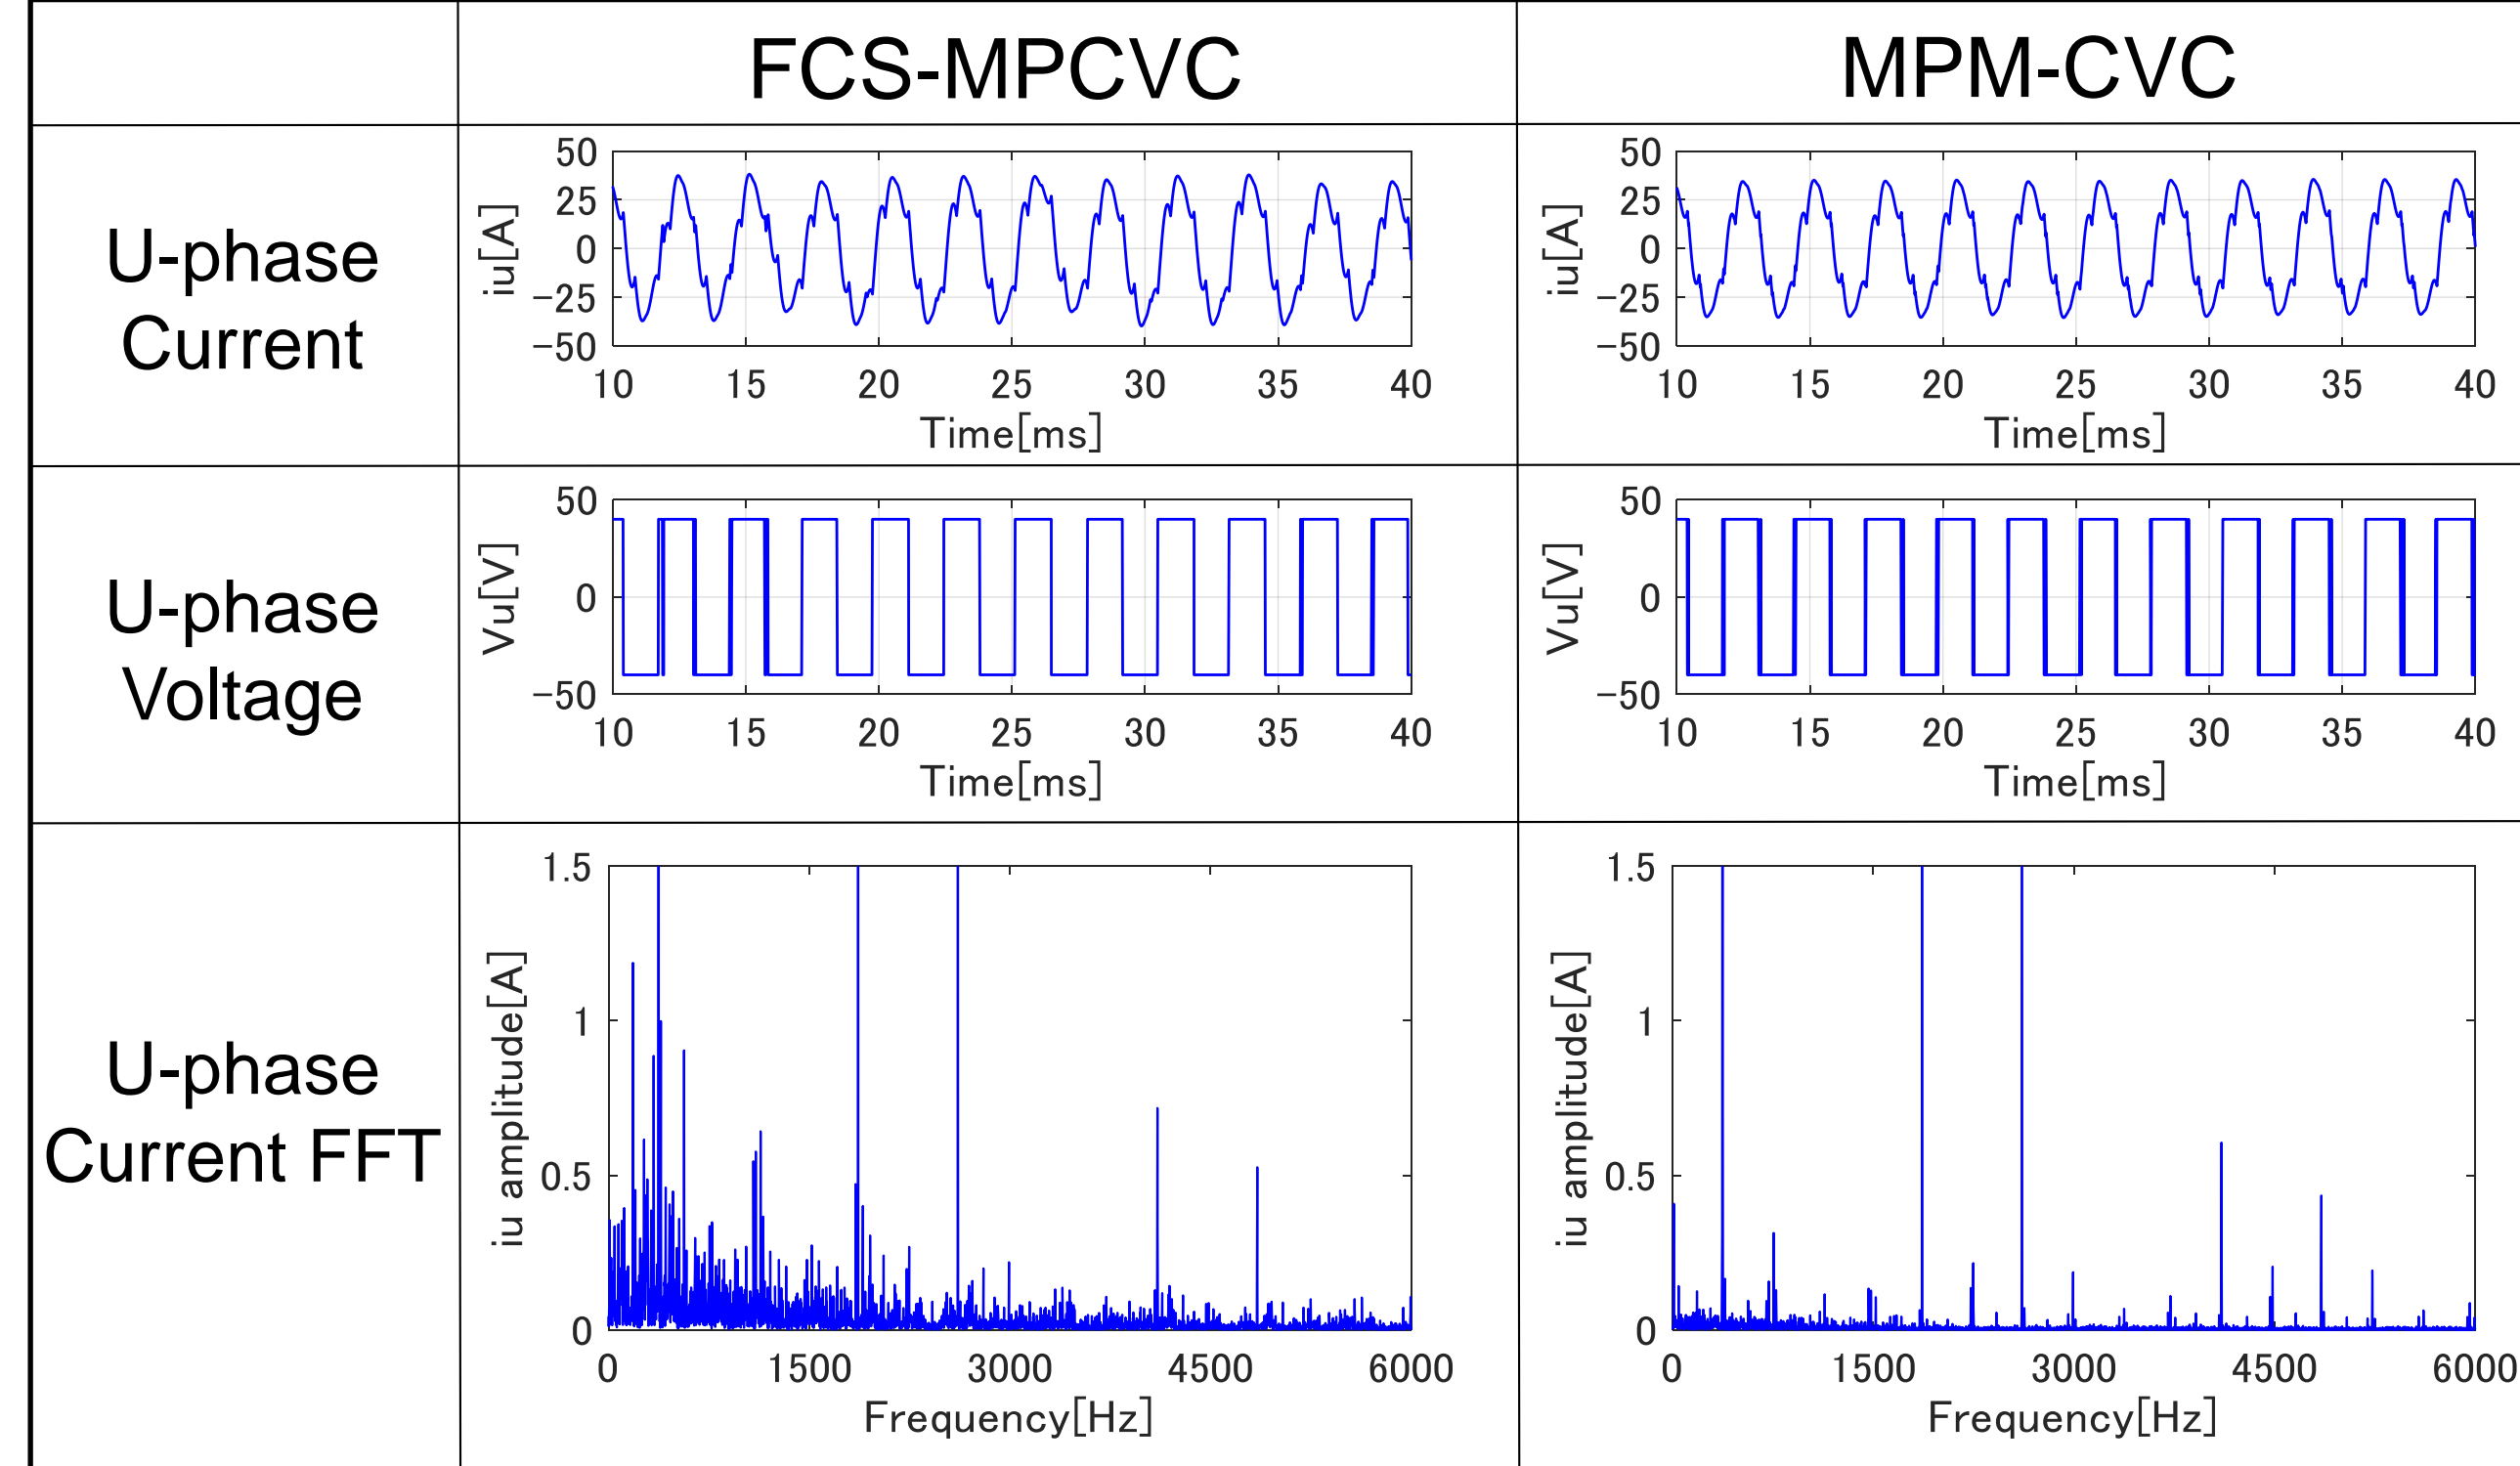 FCS-MPCVC
MPM-CVC
U-phase
Current
50
25
0
−25
−50
iu[A]
10 15 20 25 30 35 40
Time[ms]
50
25
0
−25
−50
iu[A]
10 15 20 25 30 35 40
Time[ms]
U-phase
Voltage
50
0
−50
Vu[V]
10 15 20 25 30 35 40
Time[ms]
50
0
−50
Vu[V]
10 15 20 25 30 35 40
Time[ms]
U-phase
Current FFT
1.5
1
0.5
0
iu amplitude[A]
0 1500 3000 4500 6000
Frequency[Hz]
1.5
1
0.5
0
iu amplitude[A]
0 1500 3000 4500 6000
Frequency[Hz]